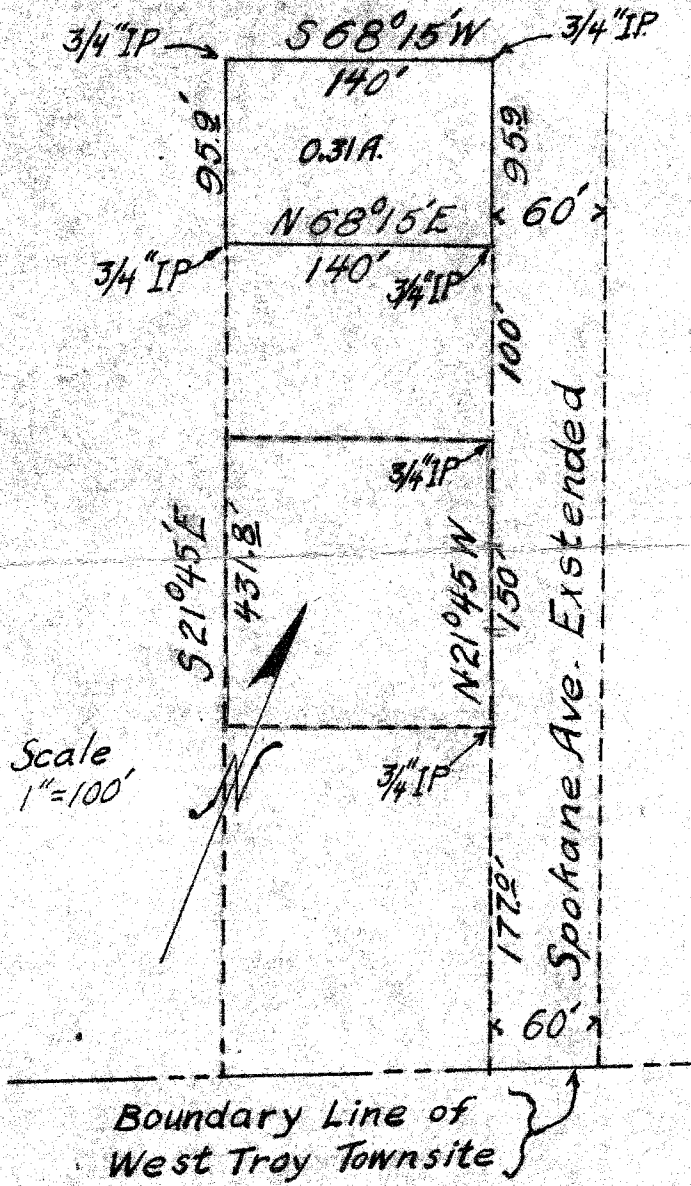 S 68°15'W
3/4"IP
3/4"IP.
140'
95.9'
0.31A.
95.9
N 68°15'E
60'
3/4"IP
140'
3/4"IP
100'
3/4"IP
S 21°45'E
431.8'
N 21°45 W
150'
Spokane Ave. Exstended
Scale
1"=100'
N
3/4"IP
177.9'
60'
Boundary Line of
West Troy Townsite